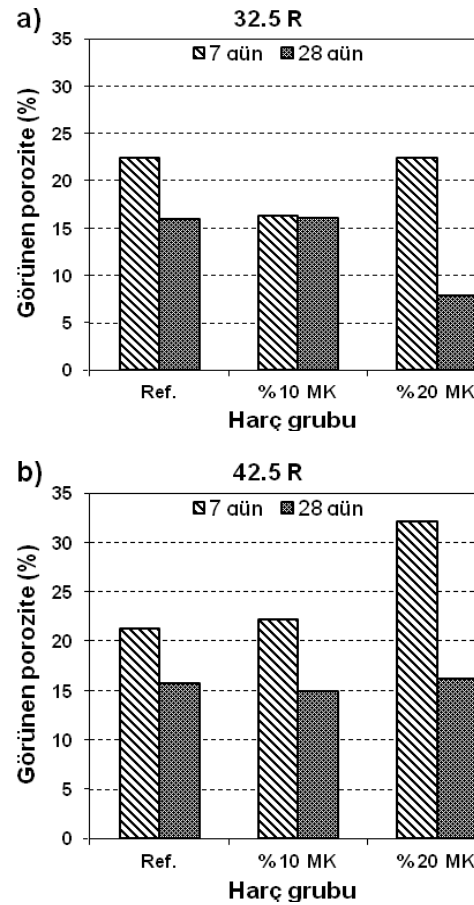 a) 32.5 R
7 gün 28 gün
Görünen porozite (%)
35
30
25
20
15
10
5
0
Ref. %10 MK %20 MK
Harç grubu
b) 42.5 R
7 gün 28 gün
Görünen porozite (%)
35
30
25
20
15
10
5
0
Ref. %10 MK %20 MK
Harç grubu